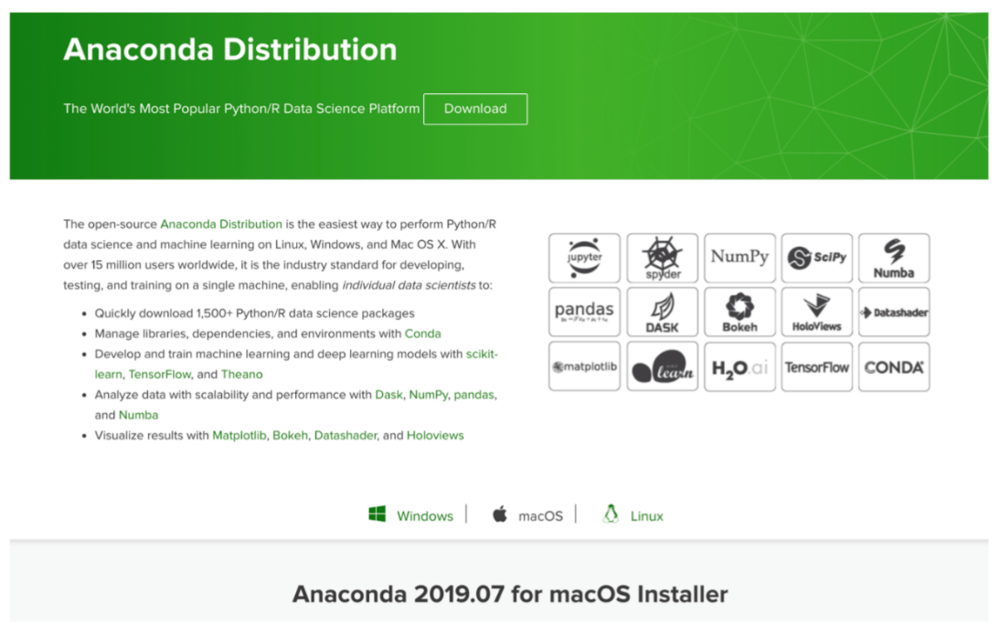 Anaconda Distribution
The World's Most Popular Python/R Data Science Platform Download
The open-source Anaconda Distribution is the easiest way to perform Python/R
data science and machine learning on Linux, Windows, and Mac OS X. With
over 15 million users worldwide, it is the industry standard for developing,
testing, and training on a single machine, enabling individual data scientists to:
• Quickly download 1,500+ Python/R data science packages
• Manage libraries, dependencies, and environments with Conda
• Develop and train machine learning and deep learning models with scikit-
learn, TensorFlow, and Theano
• Analyze data with scalability and performance with Dask, NumPy, pandas,
and Numba
• Visualize results with Matplotlib, Bokeh, Datashader, and Holoviews
jupyter spyder NumPy SciPy Numba
pandas DASK Bokeh HoloViews Datashader
matplotlib learn H2O.ai TensorFlow CONDA
Windows | macOS | Linux
Anaconda 2019.07 for macOS Installer